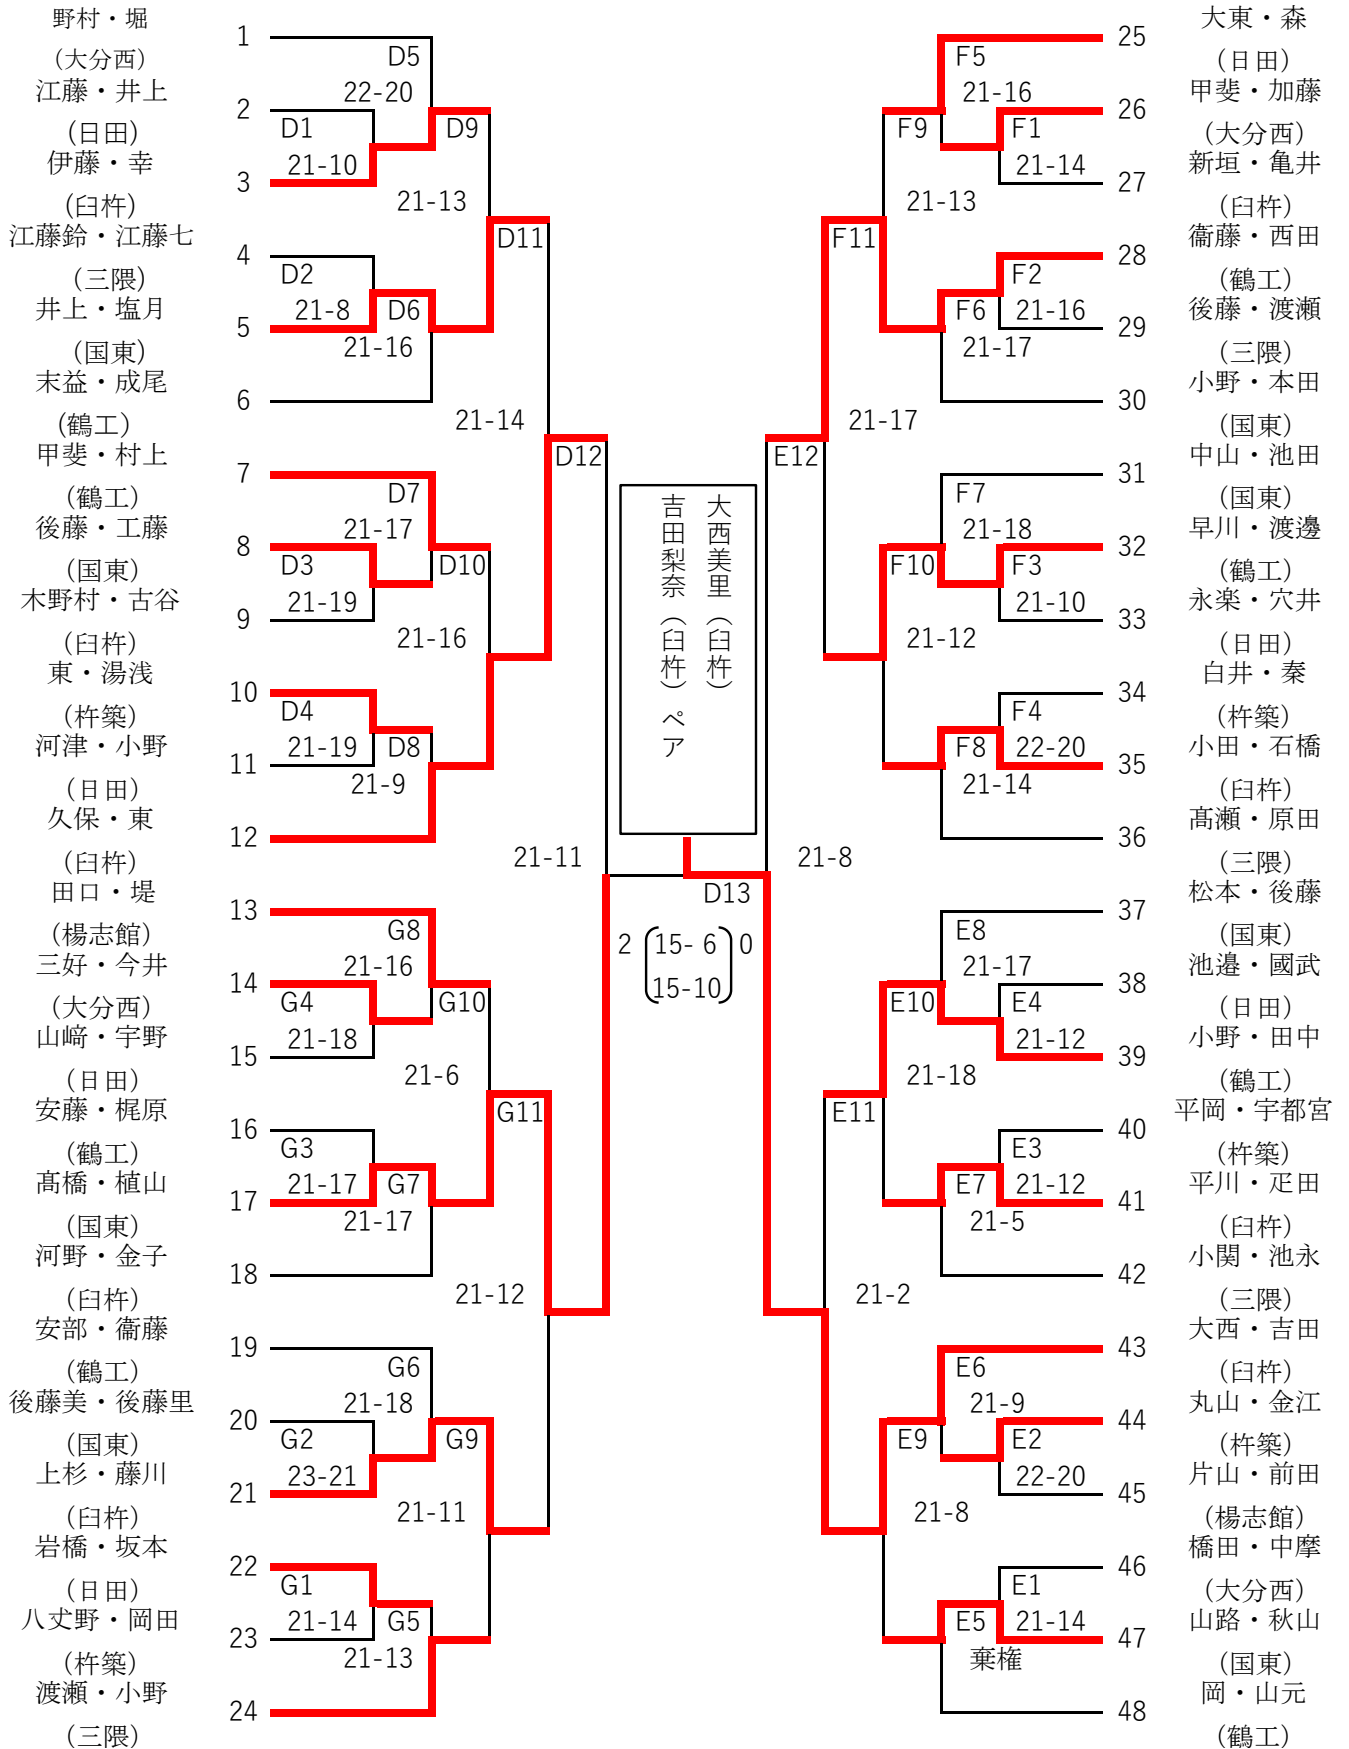 野村・堀
1
(大分西)
江藤・井上
2
(日田)
伊藤・幸
3
(臼杵)
江藤鈴・江藤七
4
(三隈)
井上・塩月
5
(国東)
末益・成尾
6
(鶴工)
甲斐・村上
7
(鶴工)
後藤・工藤
8
(国東)
木野村・古谷
9
(臼杵)
東・湯浅
10
(杵築)
河津・小野
11
(日田)
久保・東
12
(臼杵)
田口・堤
13
(楊志館)
三好・今井
14
(大分西)
山﨑・宇野
15
(日田)
安藤・梶原
16
(鶴工)
髙橋・植山
17
(国東)
河野・金子
18
(臼杵)
安部・衞藤
19
(鶴工)
後藤美・後藤里
20
(国東)
上杉・藤川
21
(臼杵)
岩橋・坂本
22
(日田)
八丈野・岡田
23
(杵築)
渡瀬・小野
24
(三隈)
D5
22-20
D1
21-10
D9
21-13
D11
D2
21-8
D6
21-16
21-14
D12
D7
21-17
D3
21-19
D10
21-16
D4
21-19
D8
21-9
21-11
G8
21-16
G4
21-18
G10
21-6
G11
G3
21-17
G7
21-17
21-12
G6
21-18
G2
23-21
G9
21-11
G1
21-14
G5
21-13
大西美里(臼杵)
吉田梨奈(臼杵)ペア
D13
2 (15- 6) 0
15-10
F5
21-16
F1
21-14
F9
21-13
F11
F2
21-16
F6
21-17
21-17
E12
F7
21-18
F3
21-10
F10
21-12
F4
22-20
F8
21-14
21-8
E8
21-17
E4
21-12
E10
21-18
E11
E3
21-12
E7
21-5
21-2
E6
21-9
E2
22-20
E9
21-8
E1
21-14
E5
棄権
大東・森
25
(日田)
甲斐・加藤
26
(大分西)
新垣・亀井
27
(臼杵)
衞藤・西田
28
(鶴工)
後藤・渡瀬
29
(三隈)
小野・本田
30
(国東)
中山・池田
31
(国東)
早川・渡邊
32
(鶴工)
永楽・穴井
33
(日田)
白井・秦
34
(杵築)
小田・石橋
35
(臼杵)
髙瀬・原田
36
(三隈)
松本・後藤
37
(国東)
池邉・國武
38
(日田)
小野・田中
39
(鶴工)
平岡・宇都宮
40
(杵築)
平川・疋田
41
(臼杵)
小関・池永
42
(三隈)
大西・吉田
43
(臼杵)
丸山・金江
44
(杵築)
片山・前田
45
(楊志館)
橋田・中摩
46
(大分西)
山路・秋山
47
(国東)
岡・山元
48
(鶴工)